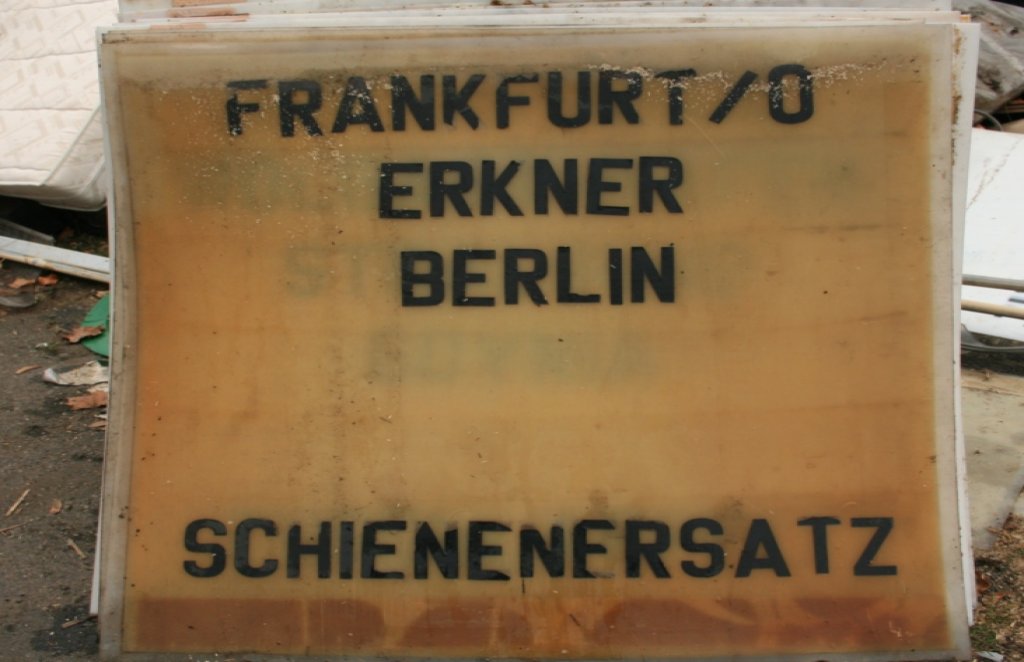 FRANKFURT/O
ERKNER
BERLIN
SCHIENENERSATZ